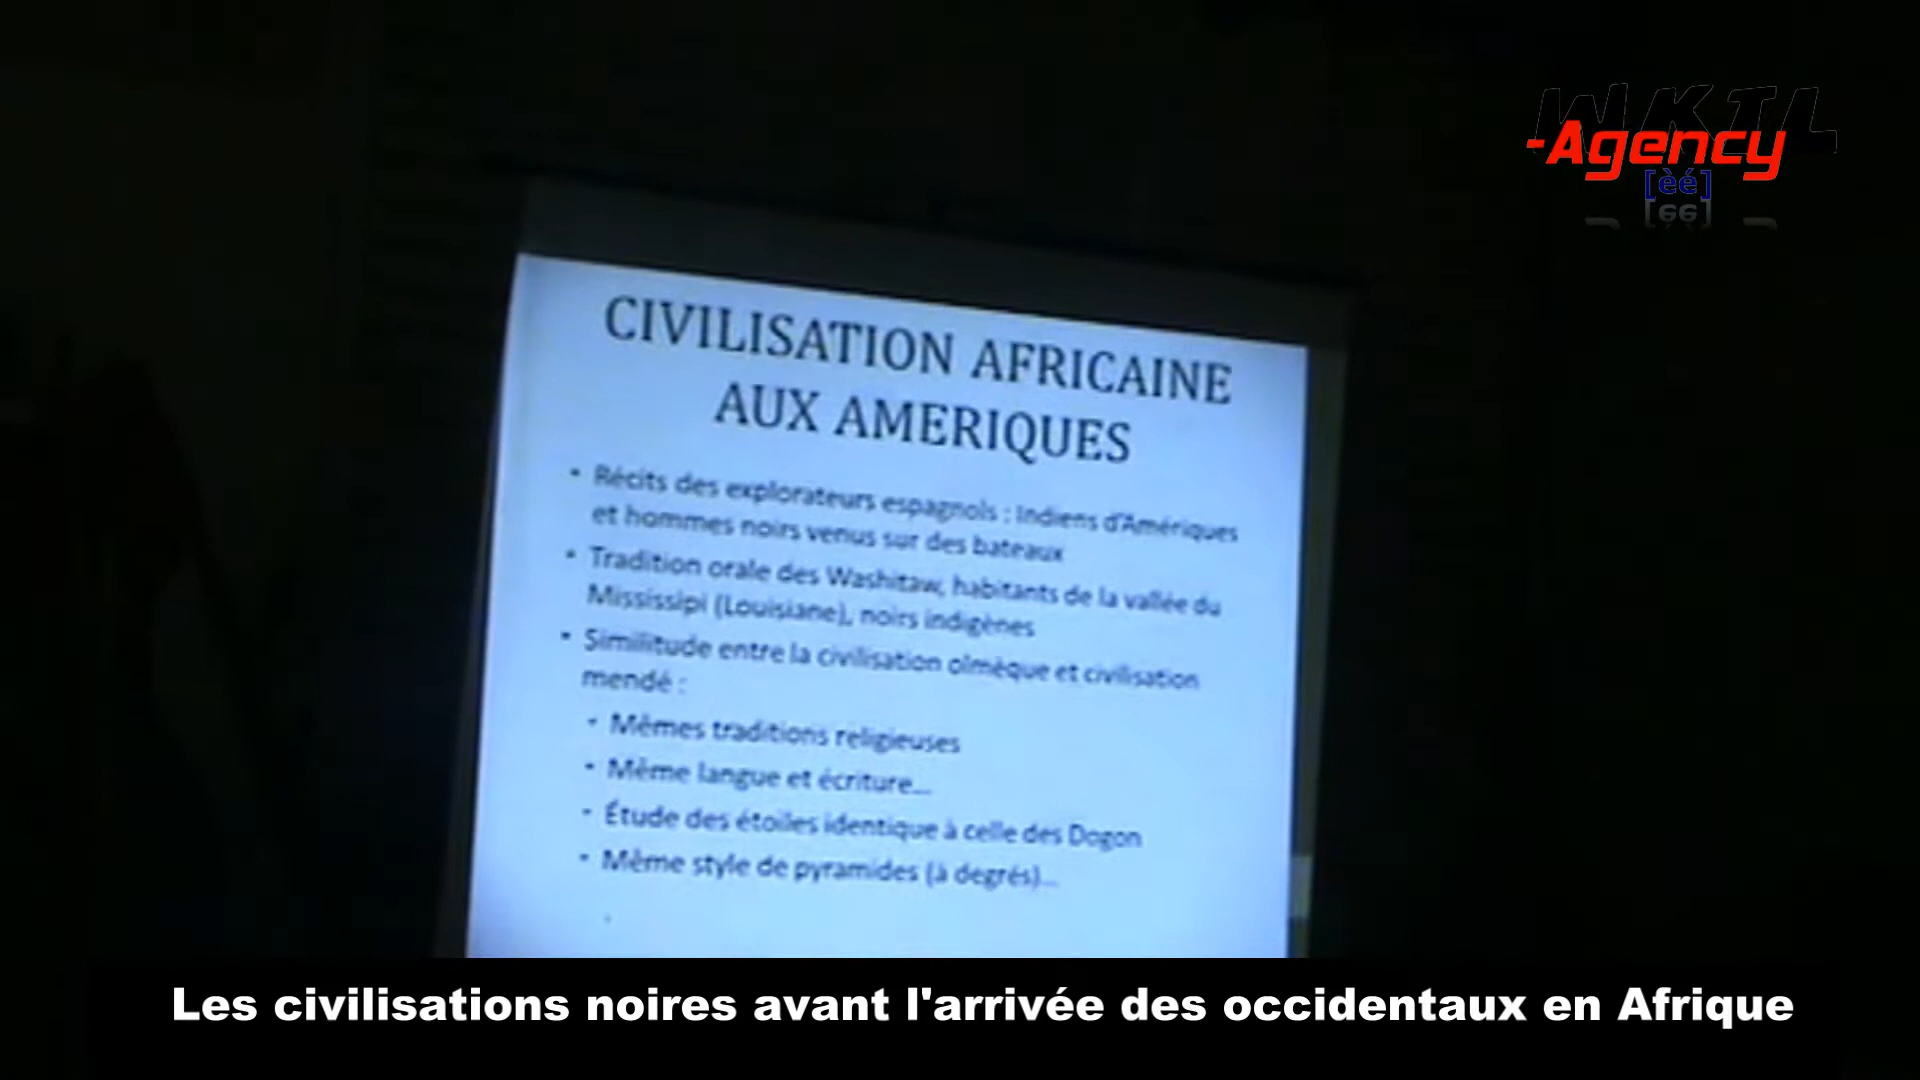 WKTL
-Agency
[èé]
CIVILISATION AFRICAINE
AUX AMERIQUES
• Récits des explorateurs espagnols : Indiens d'Amériques
et hommes noirs venus sur des bateaux
• Tradition orale des Washitaw, habitants de la vallée du
Mississipi (Louisiane), noirs indigènes
• Similitude entre la civilisation olmèque et civilisation
mendé :
• Mêmes traditions religieuses
• Même langue et écriture...
• Étude des étoiles identique à celle des Dogon
• Même style de pyramides (à degrés)...
Les civilisations noires avant l'arrivée des occidentaux en Afrique